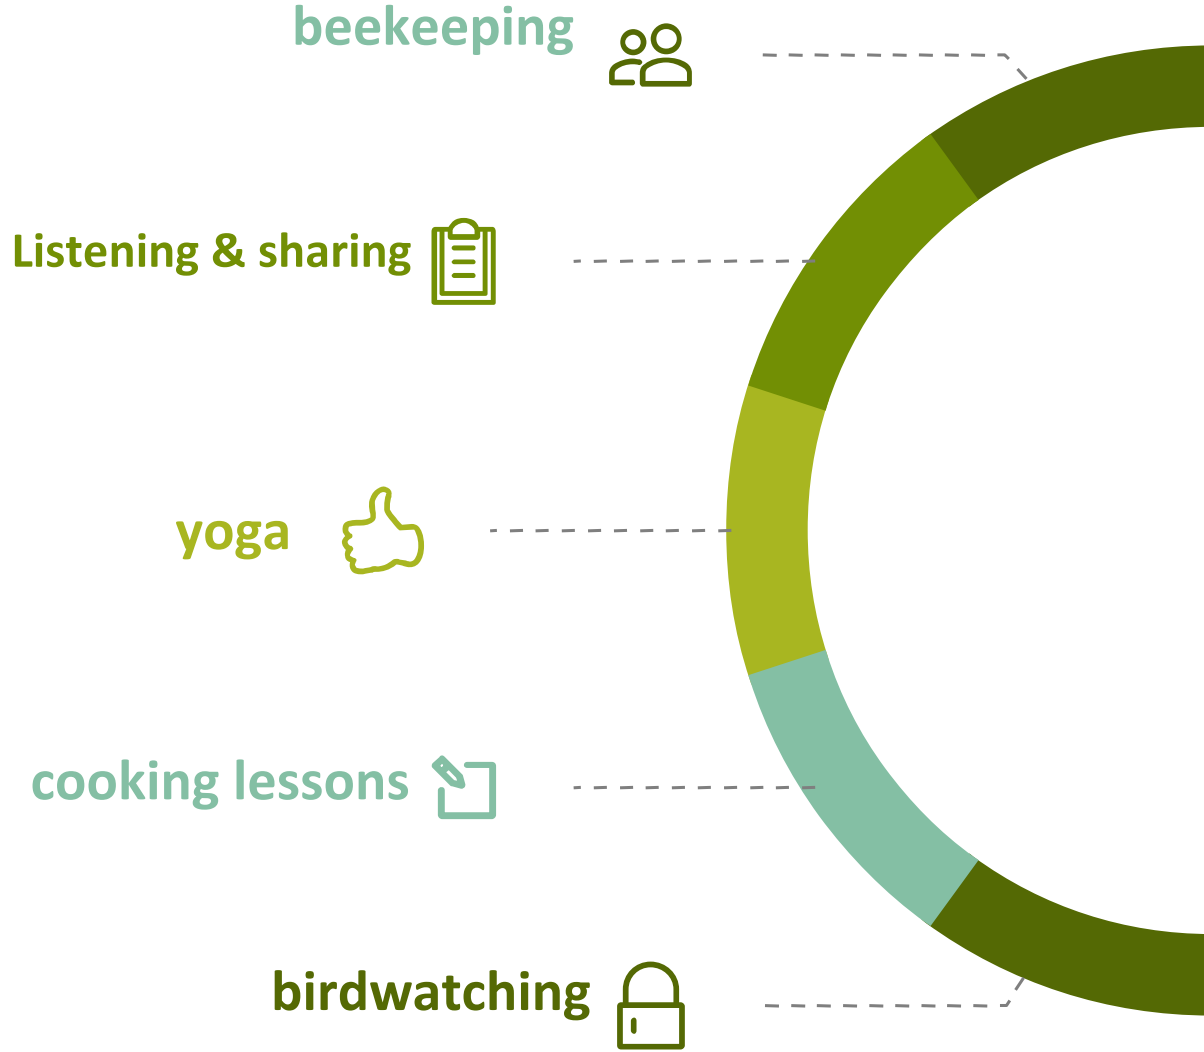 beekeeping
Listening & sharing
yoga
cooking lessons
birdwatching